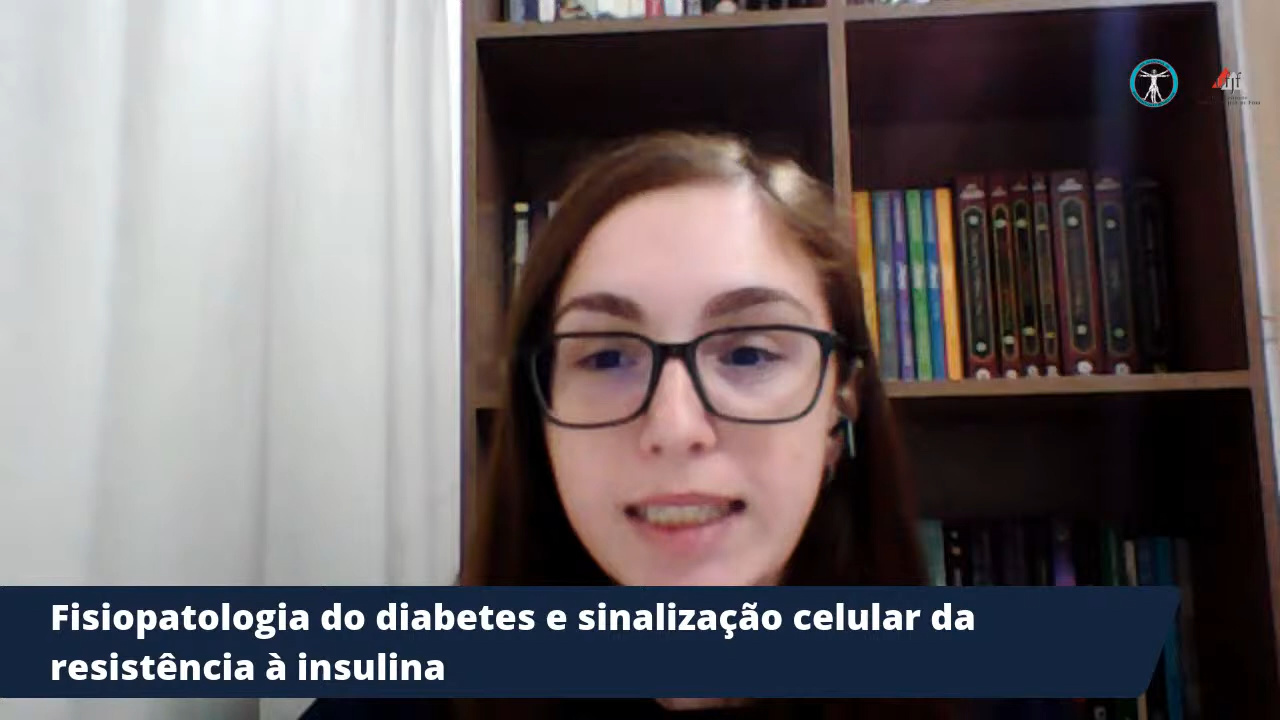 Fisiopatologia do diabetes e sinalização celular da
resistência à insulina